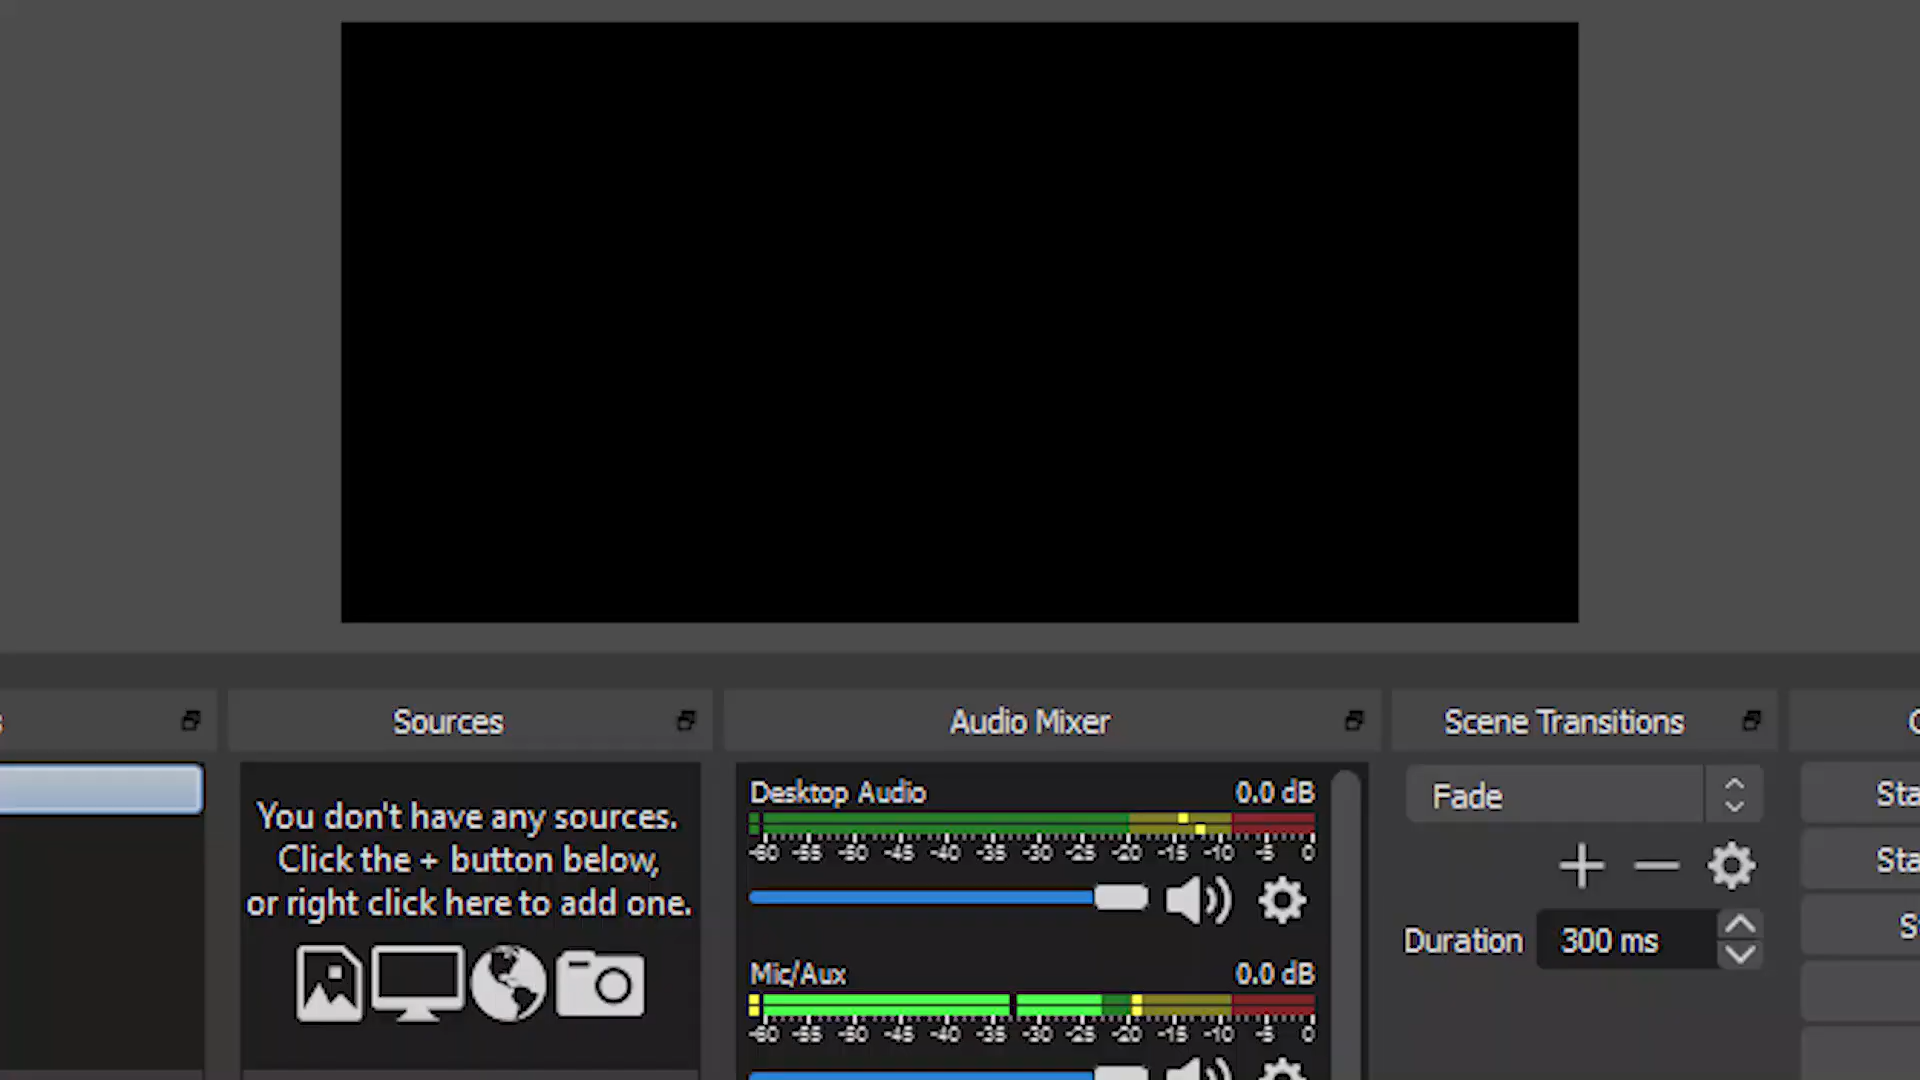 Sources
Audio Mixer
Scene Transitions
You don't have any sources.
Click the + button below,
or right click here to add one.
Desktop Audio 0.0 dB
-60 -55 -50 -45 -40 -35 -30 -25 -20 -15 -10 -5 0
Mic/Aux 0.0 dB
-60 -55 -50 -45 -40 -35 -30 -25 -20 -15 -10 -5 0
Fade
Duration 300 ms
Sta
Sta